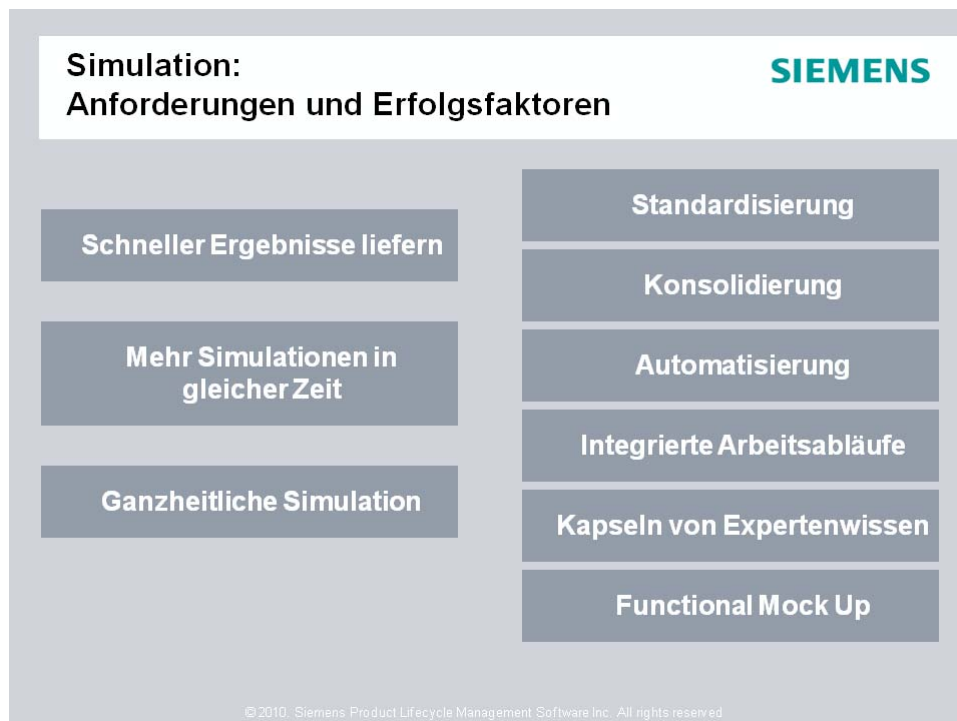 Simulation:
Anforderungen und Erfolgsfaktoren
SIEMENS
Schneller Ergebnisse liefern
Mehr Simulationen in
gleicher Zeit
Ganzheitliche Simulation
Standardisierung
Konsolidierung
Automatisierung
Integrierte Arbeitsabläufe
Kapseln von Expertenwissen
Functional Mock Up
© 2010. Siemens Product Lifecycle Management Software Inc. All rights reserved